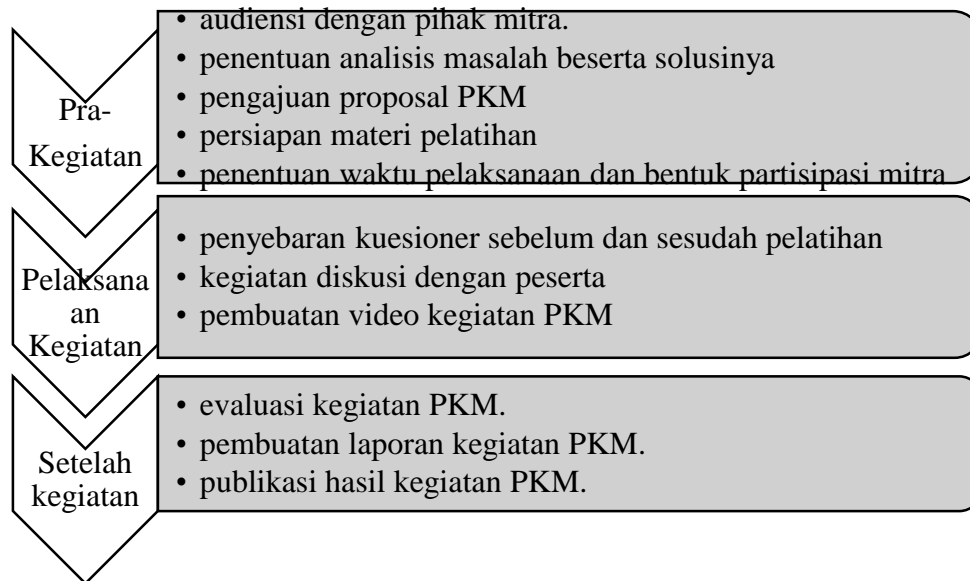 Pra-
Kegiatan
• audiensi dengan pihak mitra.
• penentuan analisis masalah beserta solusinya
• pengajuan proposal PKM
• persiapan materi pelatihan
• penentuan waktu pelaksanaan dan bentuk partisipasi mitra
Pelaksana
an
Kegiatan
• penyebaran kuesioner sebelum dan sesudah pelatihan
• kegiatan diskusi dengan peserta
• pembuatan video kegiatan PKM
Setelah
kegiatan
• evaluasi kegiatan PKM.
• pembuatan laporan kegiatan PKM.
• publikasi hasil kegiatan PKM.